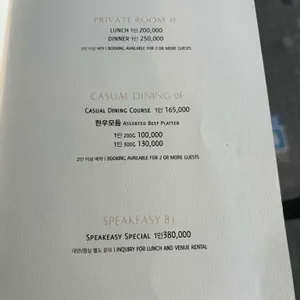 PRIVATE ROOM
LUNCH 1인 200,000
DINNER 1인 250,000
2인 이상 예약 | BOOKING AVAILABLE FOR 2 OR MORE GUESTS
CASUAL DINING
CASUAL DINING COURSE 1인 165,000
한우모듬 ASSORTED BEEF PLATTER
1인 200G 100,000
1인 300G 130,000
2인 이상 예약 | BOOKING AVAILABLE FOR 2 OR MORE GUESTS
SPEAKEASY B1
SPEAKEASY SPECIAL 1인 380,000
대관/점심 별도 문의 | INQUIRY FOR LUNCH AND VENUE RENTAL